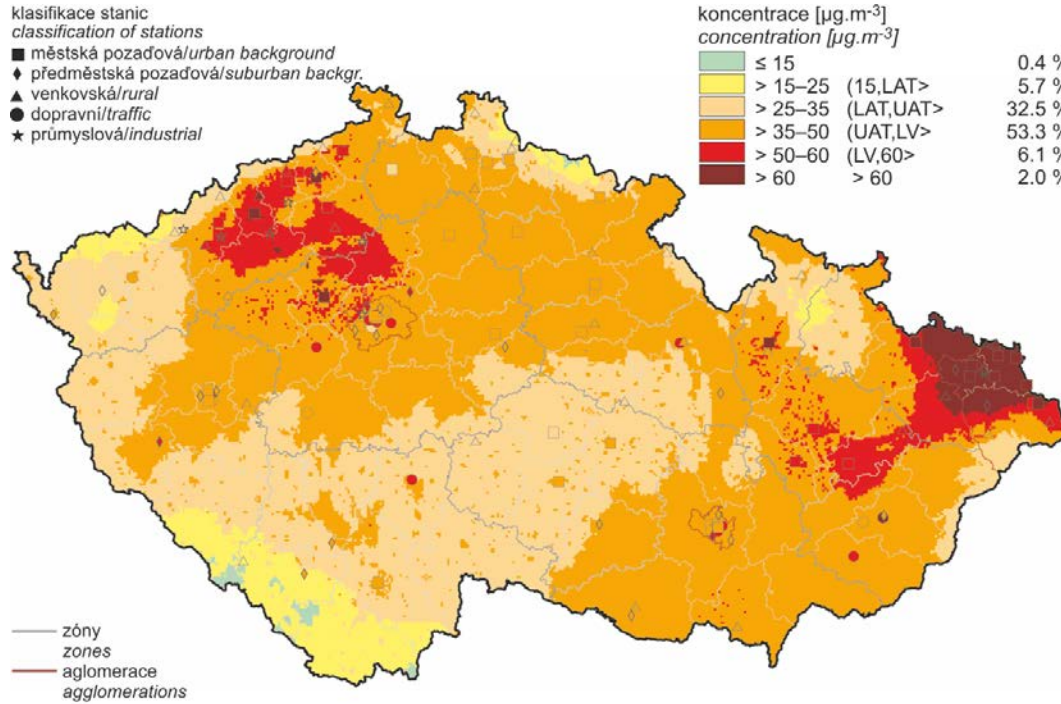 klasifikace stanic
classification of stations
městská pozaďová/urban background
předměstská pozaďová/suburban backgr.
venkovská/rural
dopravní/traffic
průmyslová/industrial
koncentrace [µg.m-³]
concentration [µg.m-³]
≤ 15 0.4 %
> 15–25 (15,LAT> 5.7 %
> 25–35 (LAT,UAT> 32.5 %
> 35–50 (UAT,LV> 53.3 %
> 50–60 (LV,60> 6.1 %
> 60 > 60 2.0 %
zóny
zones
aglomerace
agglomerations